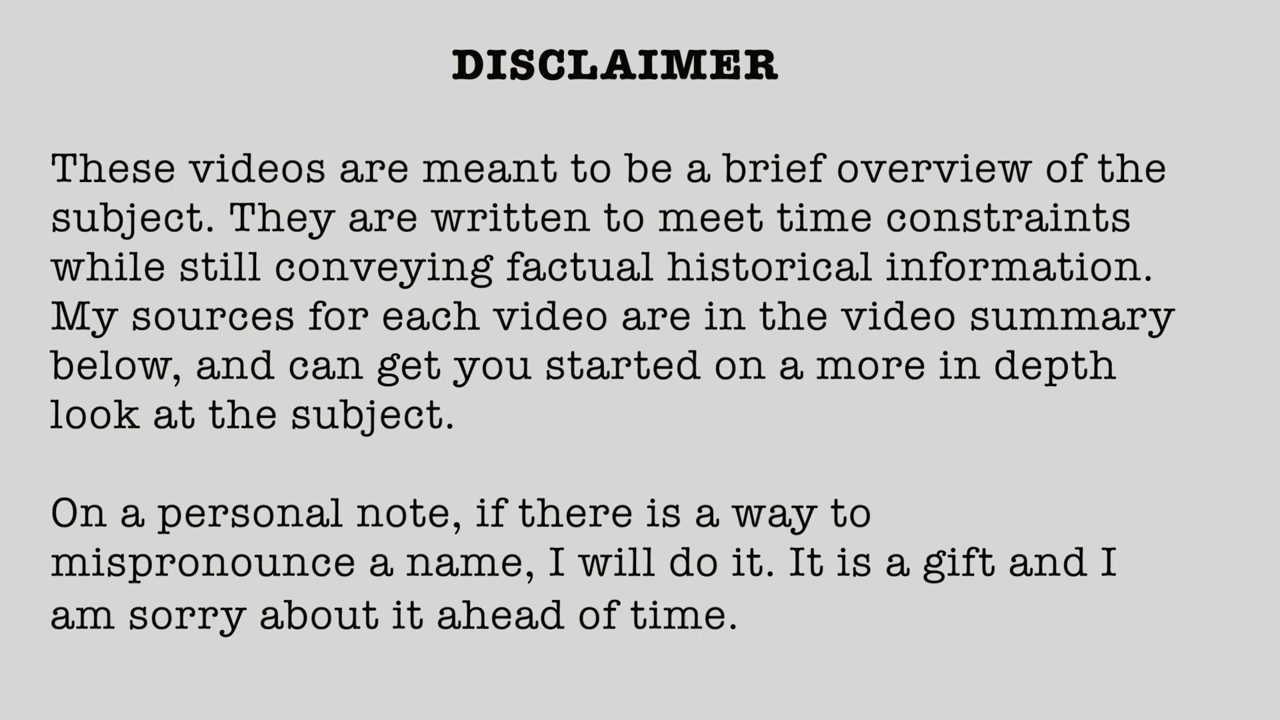 DISCLAIMER
These videos are meant to be a brief overview of the
subject. They are written to meet time constraints
while still conveying factual historical information.
My sources for each video are in the video summary
below, and can get you started on a more in depth
look at the subject.
On a personal note, if there is a way to
mispronounce a name, I will do it. It is a gift and I
am sorry about it ahead of time.